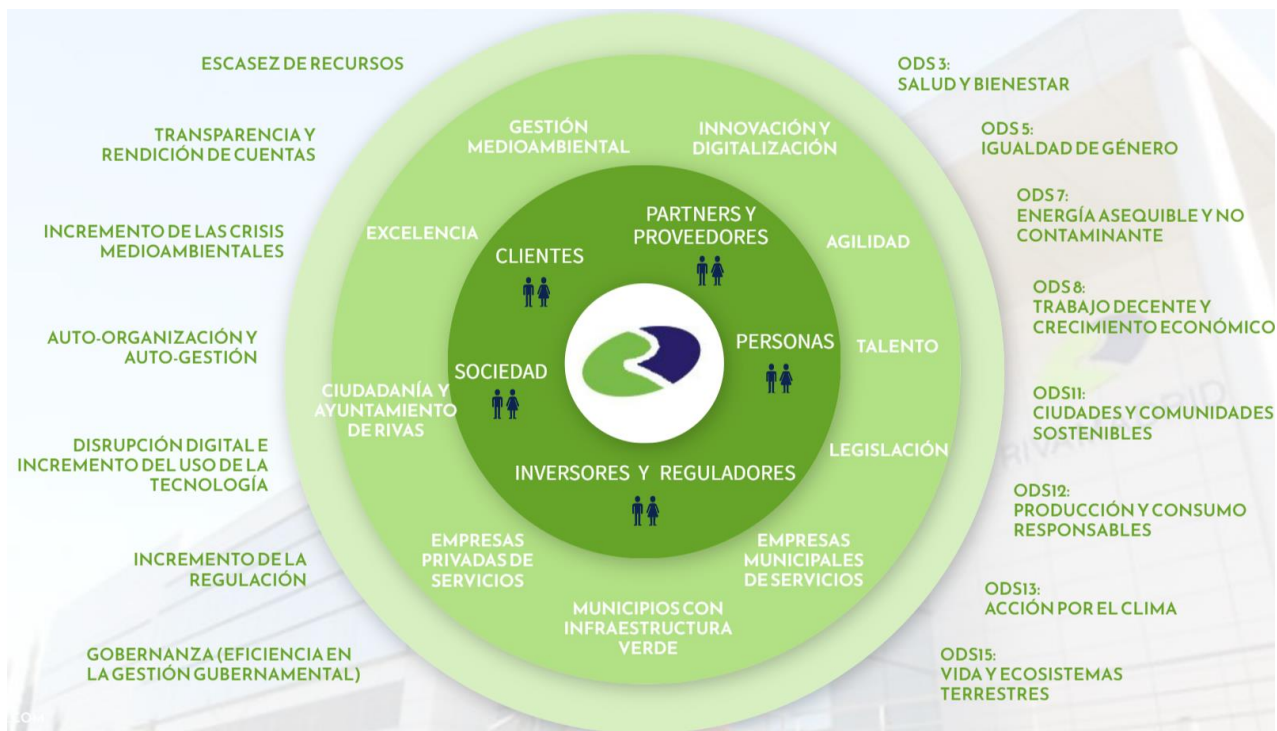 ESCASEZ DE RECURSOS
TRANSPARENCIA Y
RENDICIÓN DE CUENTAS
INCREMENTO DE LAS CRISIS
MEDIOAMBIENTALES
AUTO-ORGANIZACIÓN Y
AUTO-GESTIÓN
DISRUPCIÓN DIGITAL E
INCREMENTO DEL USO DE LA
TECNOLOGÍA
INCREMENTO DE LA
REGULACIÓN
GOBERNANZA (EFICIENCIA EN
LA GESTIÓN GUBERNAMENTAL)
GESTIÓN
MEDIOAMBIENTAL
INNOVACIÓN Y
DIGITALIZACIÓN
EXCELENCIA
AGILIDAD
TALENTO
CIUDADANÍA Y
AYUNTAMIENTO
DE RIVAS
LEGISLACIÓN
EMPRESAS
PRIVADAS DE
SERVICIOS
EMPRESAS
MUNICIPALES
DE SERVICIOS
MUNICIPIOS CON
INFRAESTRUCTURA
VERDE
CLIENTES
PARTNERS Y
PROVEEDORES
PERSONAS
SOCIEDAD
INVERSORES Y REGULADORES
ODS 3:
SALUD Y BIENESTAR
ODS 5:
IGUALDAD DE GÉNERO
ODS 7:
ENERGÍA ASEQUIBLE Y NO
CONTAMINANTE
ODS 8:
TRABAJO DECENTE Y
CRECIMIENTO ECONÓMICO
ODS11:
CIUDADES Y COMUNIDADES
SOSTENIBLES
ODS12:
PRODUCCIÓN Y CONSUMO
RESPONSABLES
ODS13:
ACCIÓN POR EL CLIMA
ODS15:
VIDA Y ECOSISTEMAS
TERRESTRES
RIVAMADRID